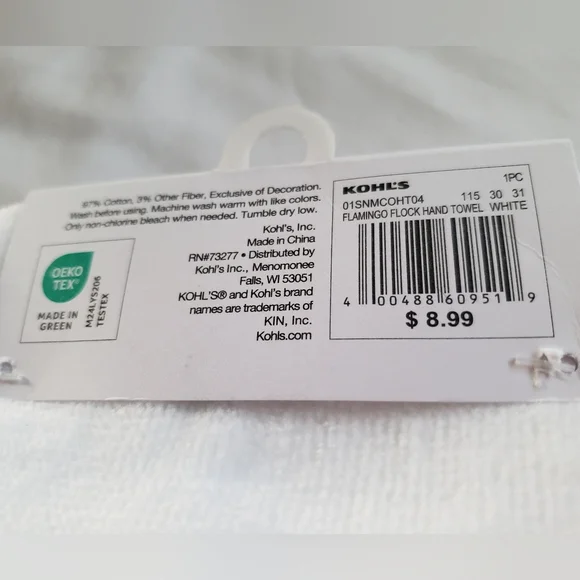 97% Cotton, 3% Other Fiber, Exclusive of Decoration.
Wash before using. Machine wash warm with like colors.
Only non-chlorine bleach when needed. Tumble dry low.
Kohl's, Inc.
Made in China
RN#73277 • Distributed by
Kohl's Inc., Menomonee
Falls, WI 53051
KOHL'S® and Kohl's brand
names are trademarks of
KIN, Inc.
Kohls.com
OEKO
TEX®
MADE IN
GREEN
M24LYS206
TESTEX
KOHL'S 1PC
01SNMCOHT04 115 30 31
FLAMINGO FLOCK HAND TOWEL WHITE
4 00488 60951 9
$ 8.99